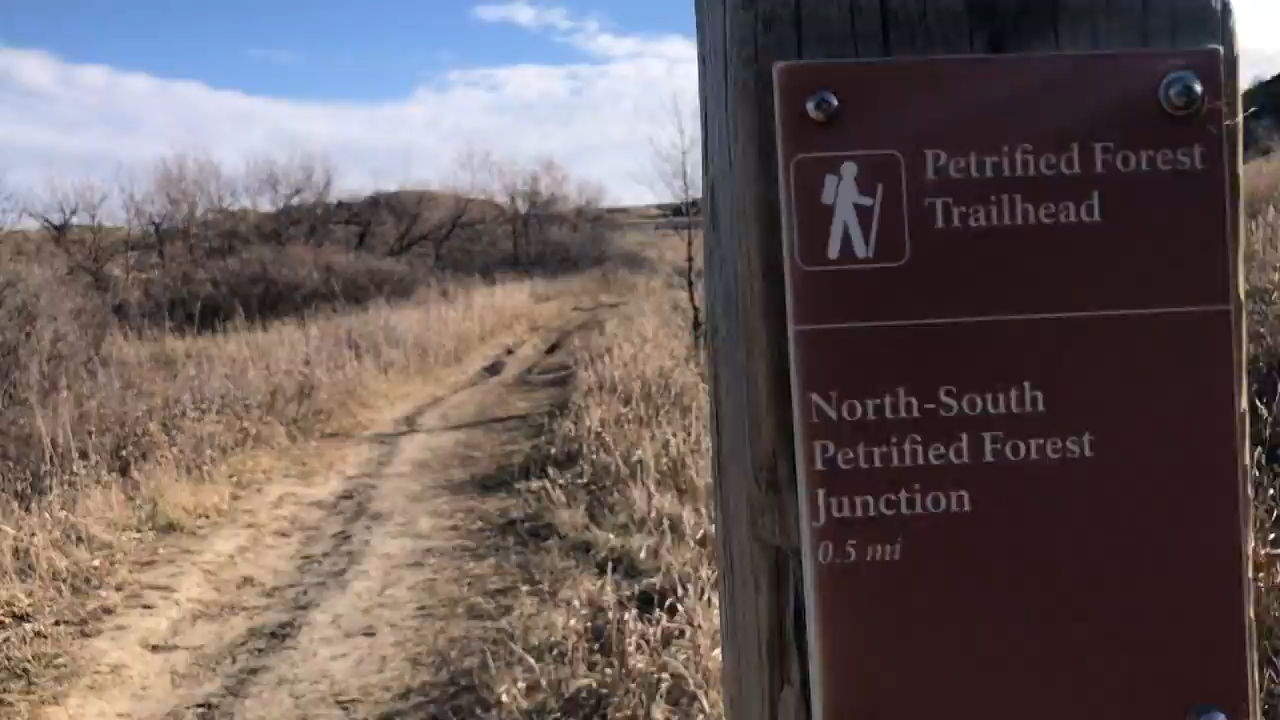 Petrified Forest
Trailhead
North-South
Petrified Forest
Junction
0.5 mi